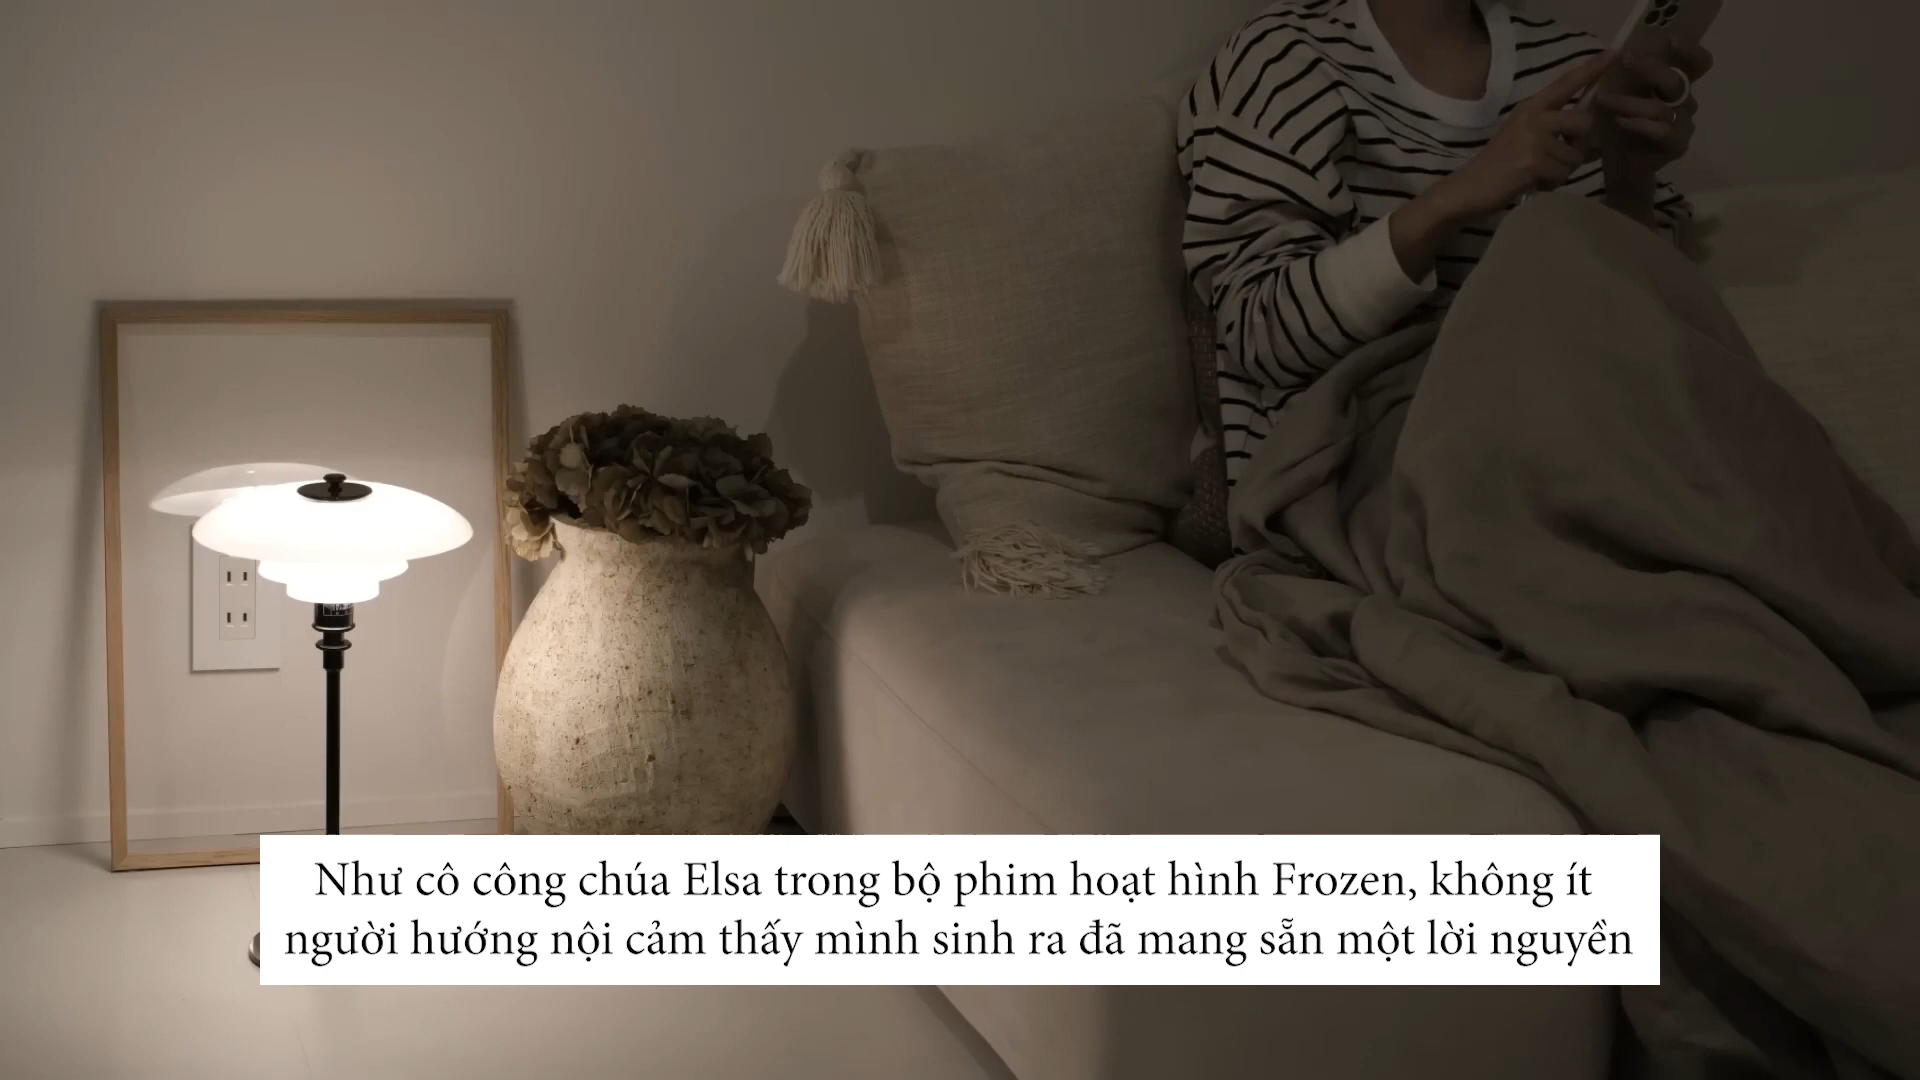 Như cô công chúa Elsa trong bộ phim hoạt hình Frozen, không ít
người hướng nội cảm thấy mình sinh ra đã mang sẵn một lời nguyền